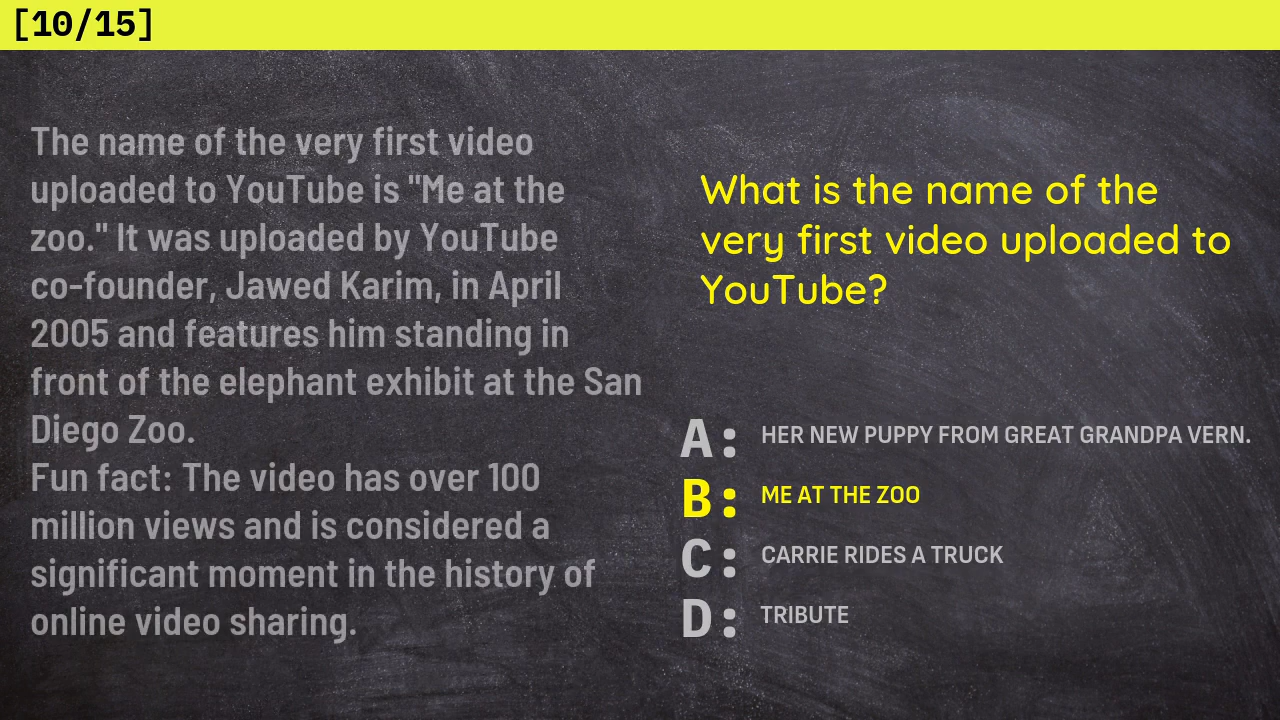 [10/15]
The name of the very first video
uploaded to YouTube is "Me at the
zoo." It was uploaded by YouTube
co-founder, Jawed Karim, in April
2005 and features him standing in
front of the elephant exhibit at the San
Diego Zoo.
Fun fact: The video has over 100
million views and is considered a
significant moment in the history of
online video sharing.
What is the name of the
very first video uploaded to
YouTube?
A: HER NEW PUPPY FROM GREAT GRANDPA VERN.
B: ME AT THE ZOO
C: CARRIE RIDES A TRUCK
D: TRIBUTE